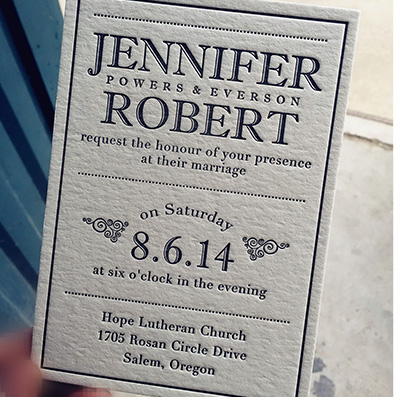 JENNIFER
POWERS & EVERSON
ROBERT
request the honour of your presence
at their marriage
on Saturday
8.6.14
at six o'clock in the evening
Hope Lutheran Church
1705 Rosan Circle Drive
Salem, Oregon